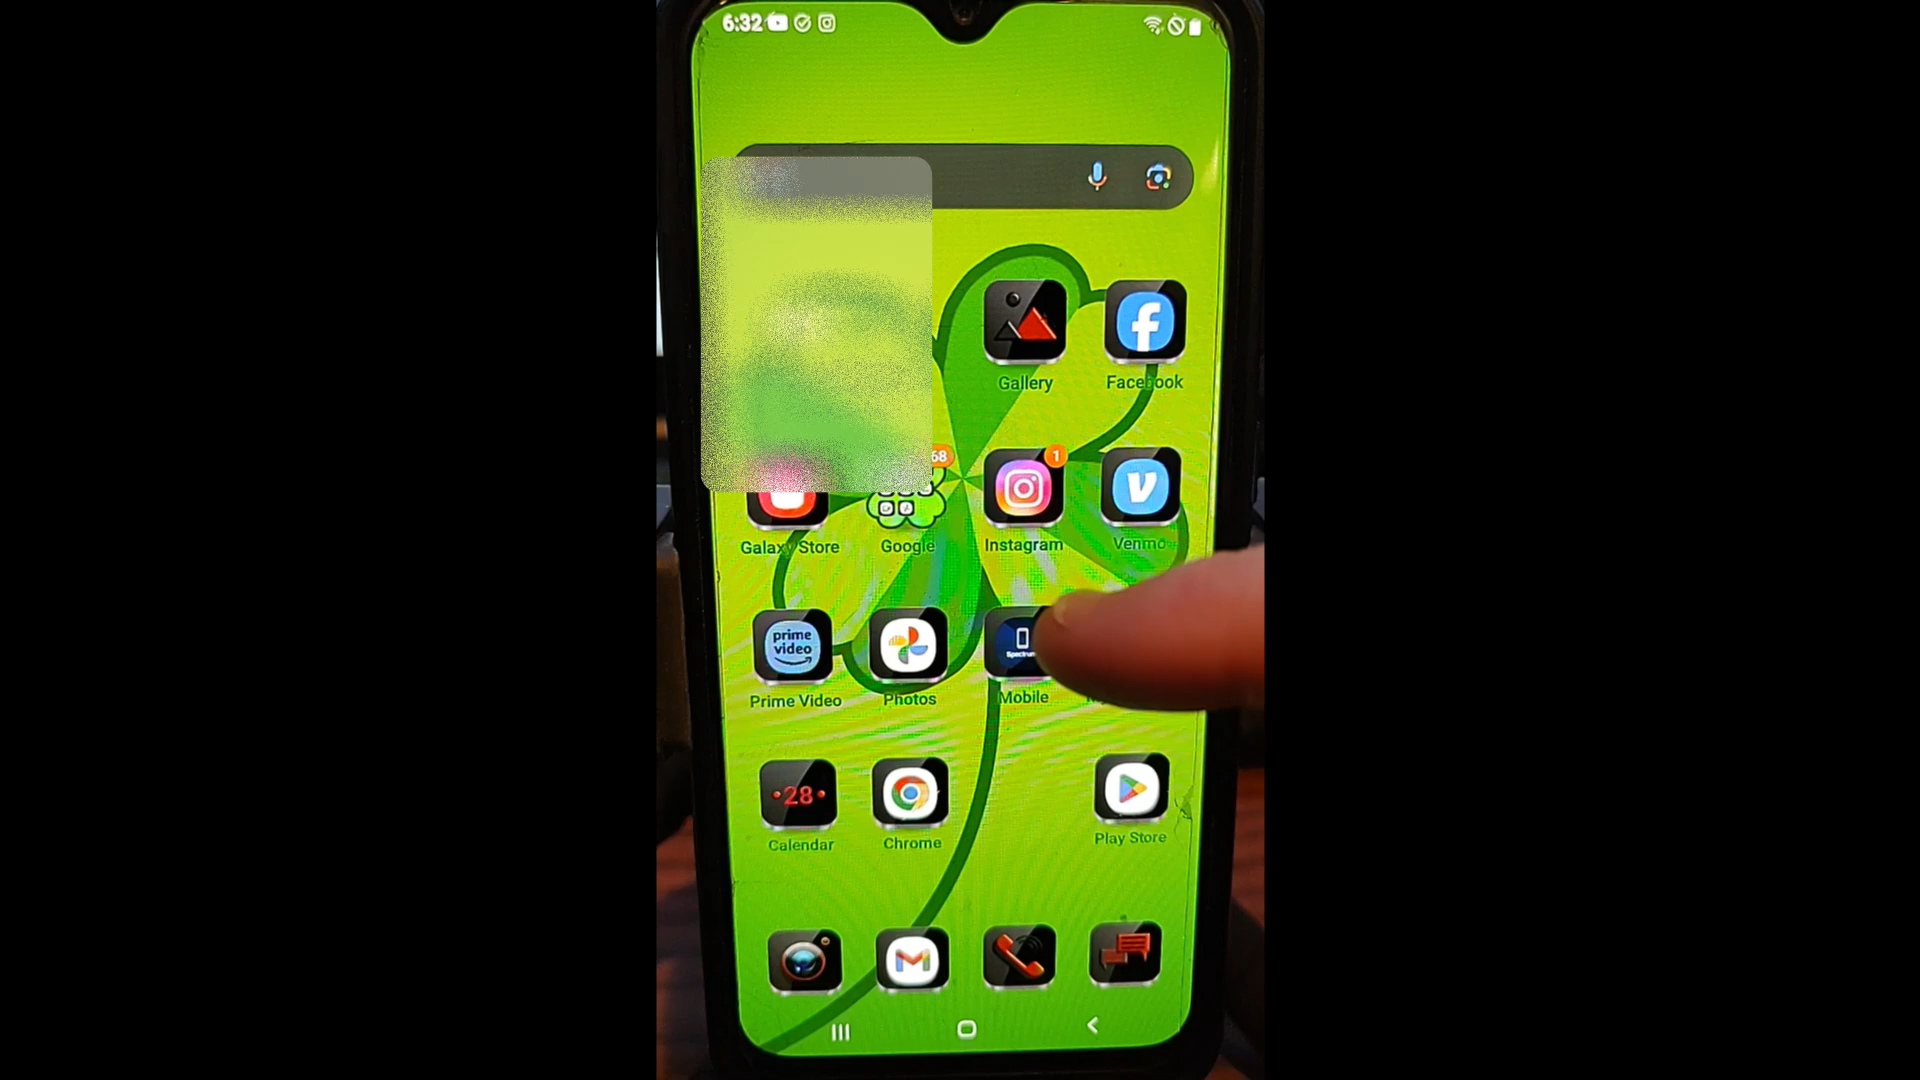 6:32
Gallery Facebook
68 1
Galaxy Store Google Instagram Venmo
prime
video
Spectrum
Prime Video Photos Mobile
28
Calendar Chrome Play Store